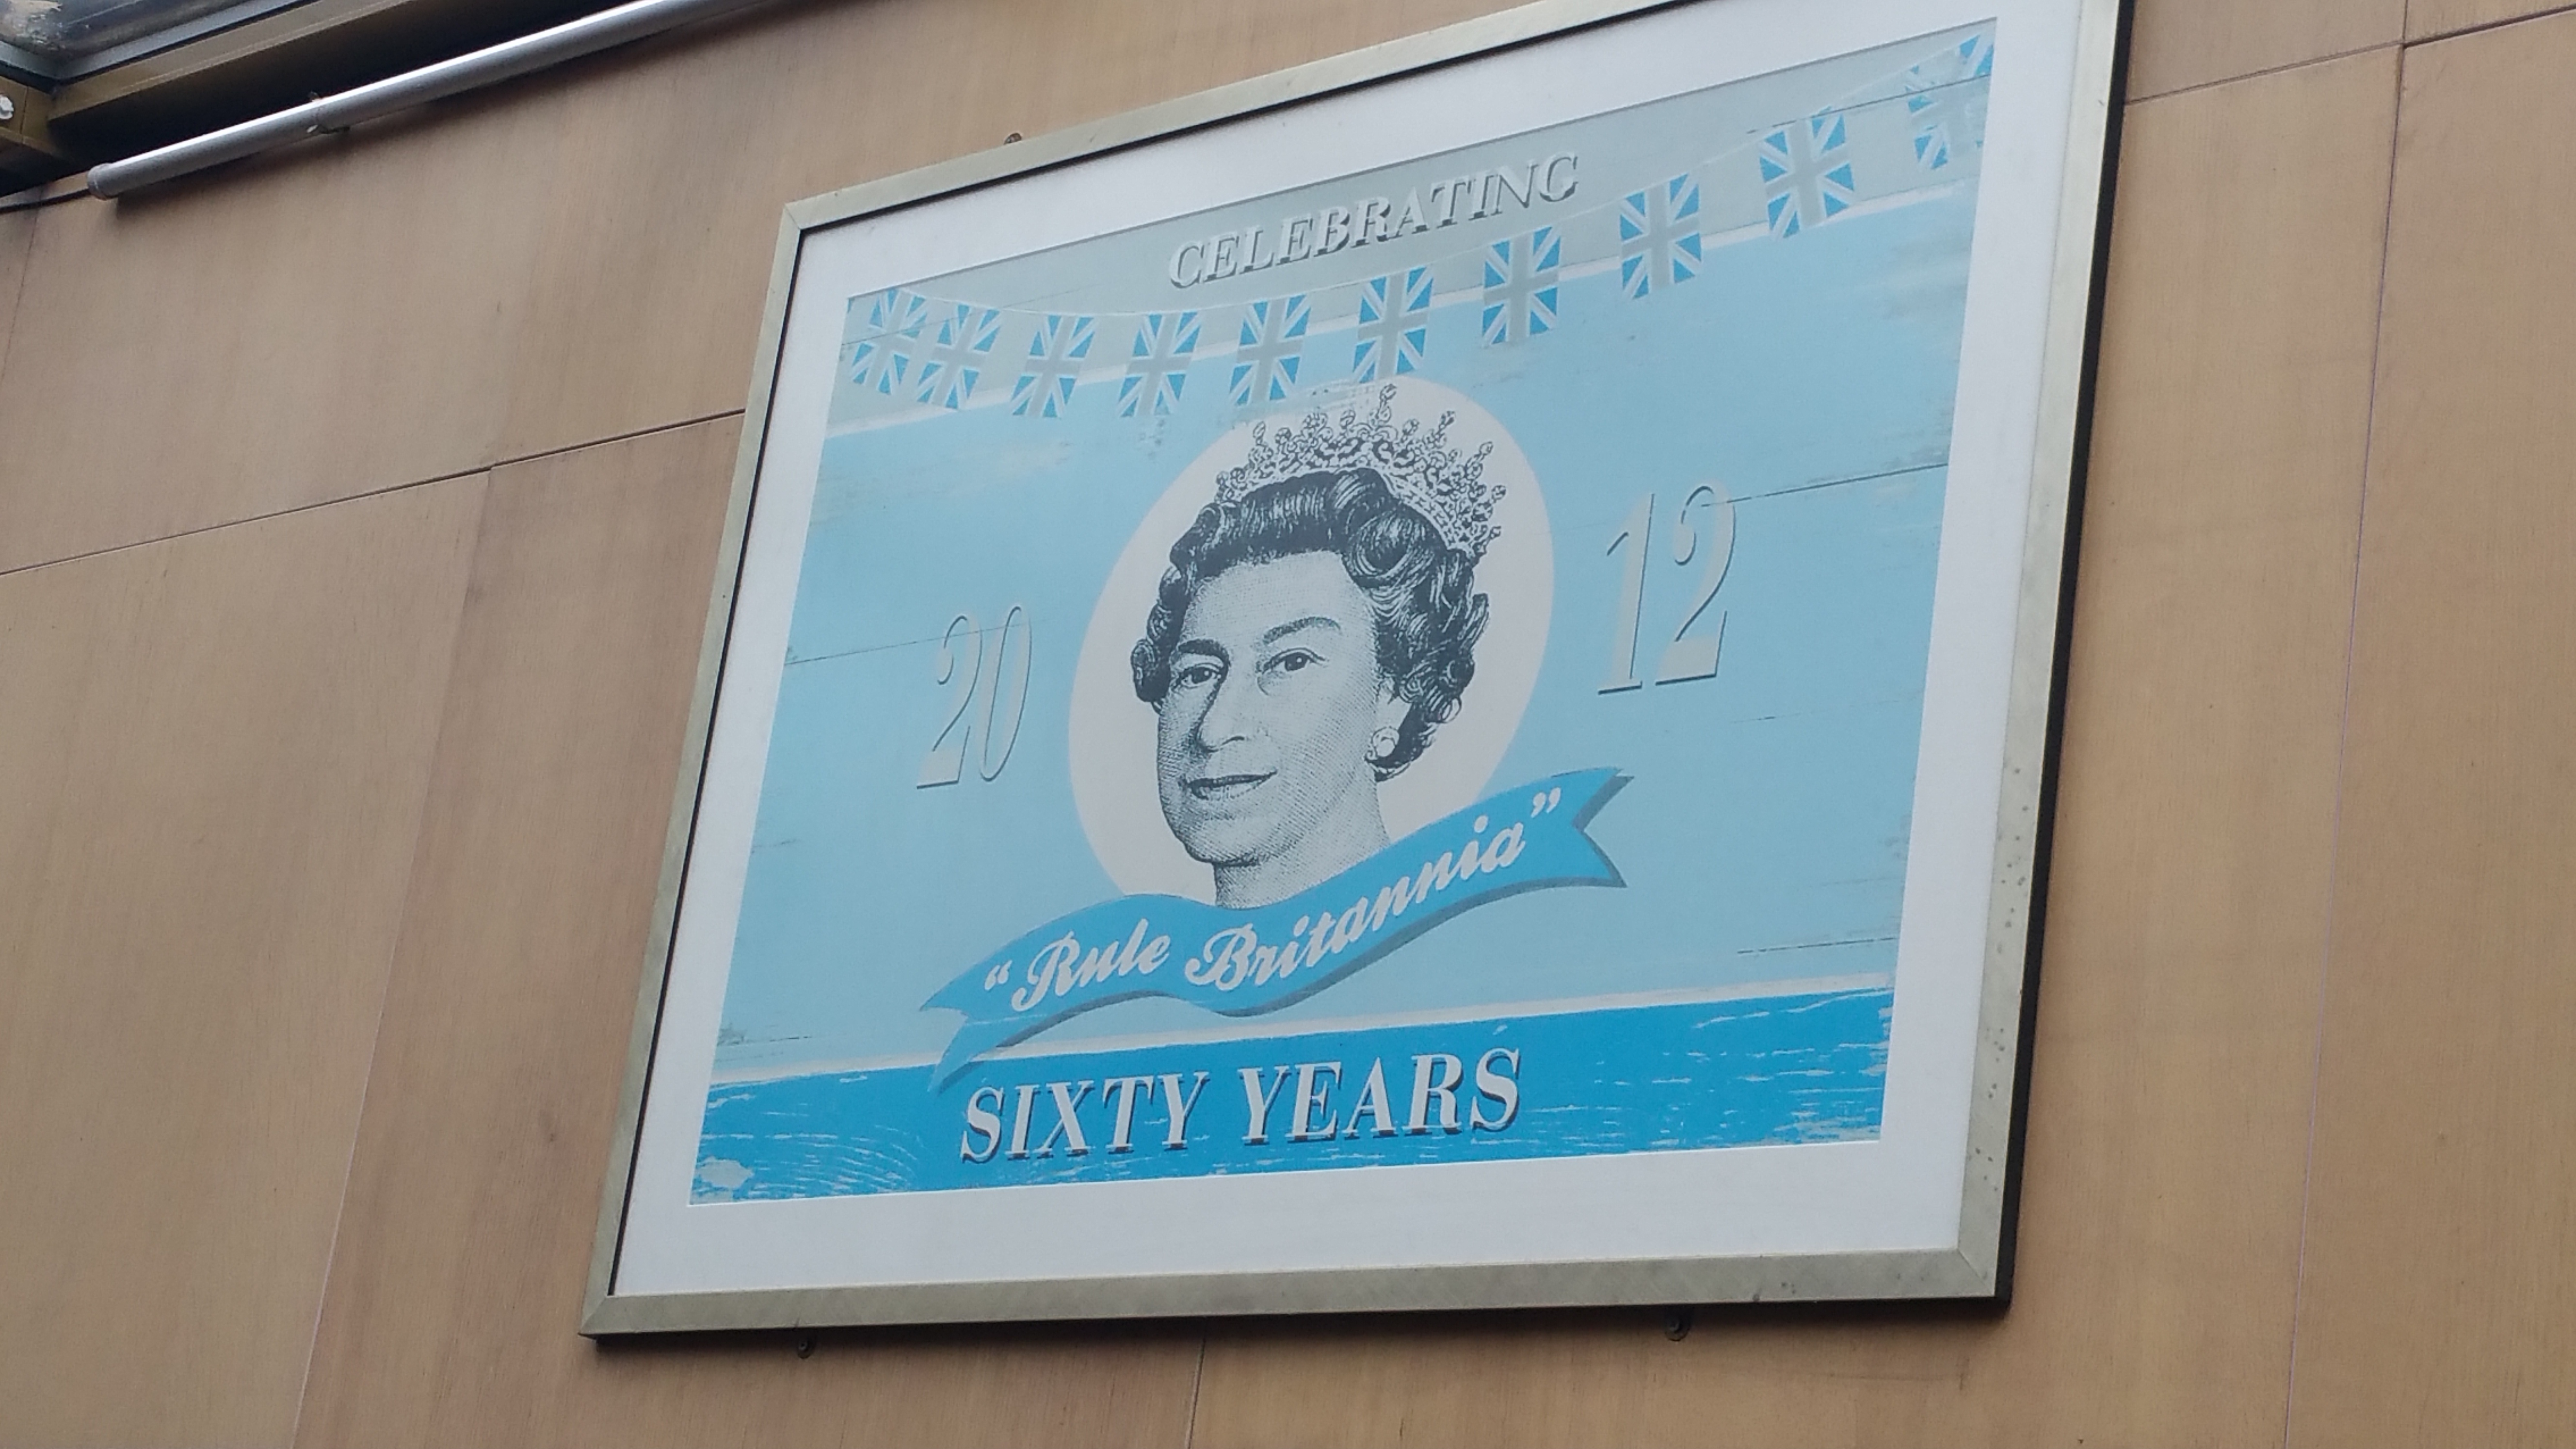 CELEBRATING
20 12
“Rule Britannia”
SIXTY YEARS